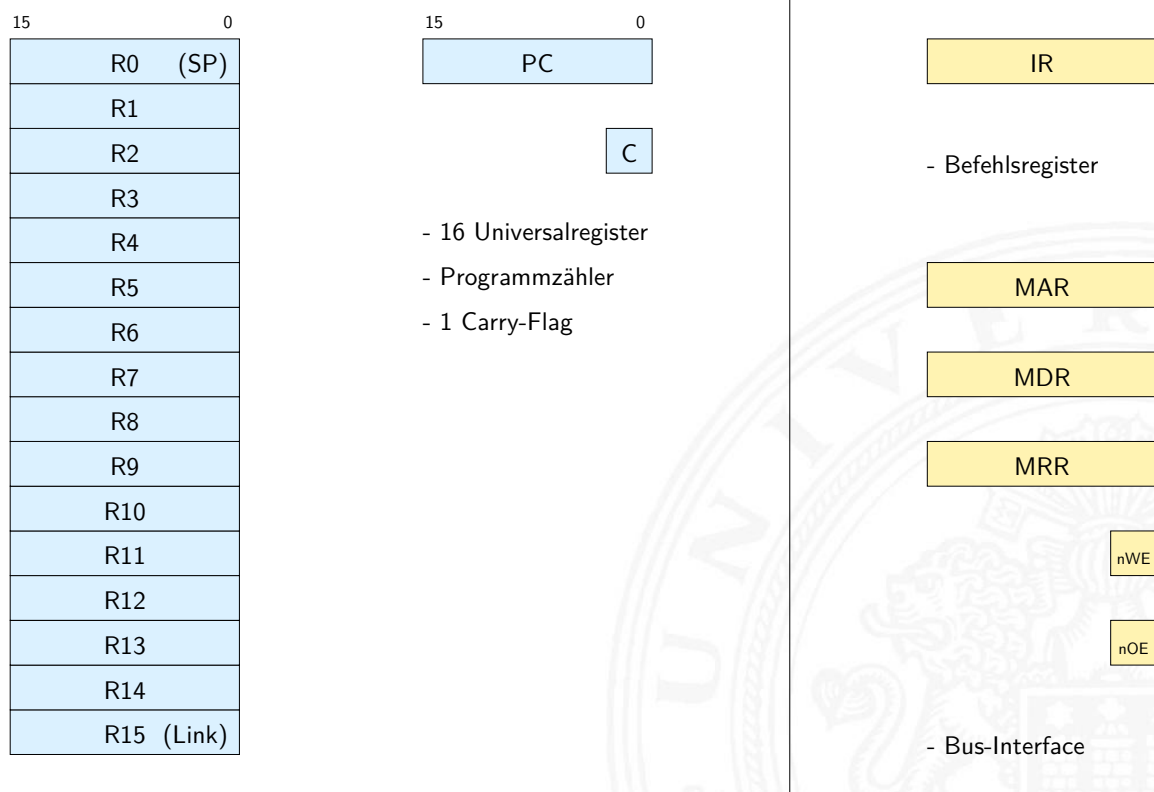 15 0
R0 (SP)
R1
R2
R3
R4
R5
R6
R7
R8
R9
R10
R11
R12
R13
R14
R15 (Link)
15 0
PC
C
- 16 Universalregister
- Programmzähler
- 1 Carry-Flag
IR
- Befehlsregister
MAR
MDR
MRR
nWE
nOE
- Bus-Interface
U N I V E R